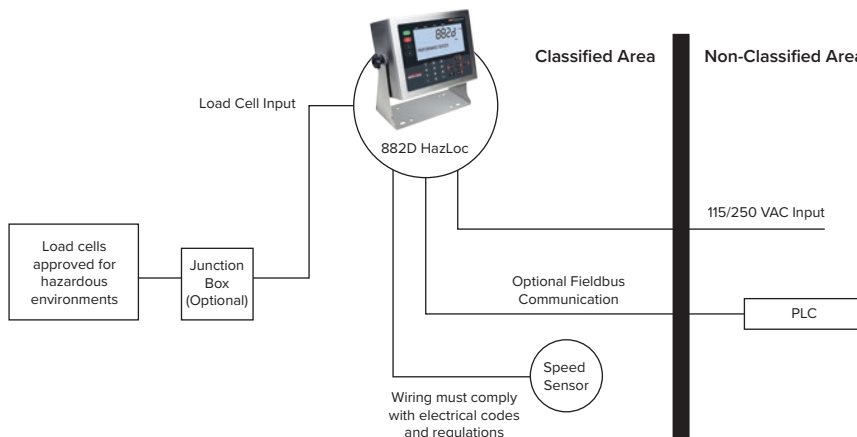 882d
Classified Area
Non-Classified Area
Load Cell Input
882D HazLoc
115/250 VAC Input
Load cells
approved for
hazardous
environments
Junction
Box
(Optional)
Optional Fieldbus
Communication
PLC
Speed
Sensor
Wiring must comply
with electrical codes
and regulations